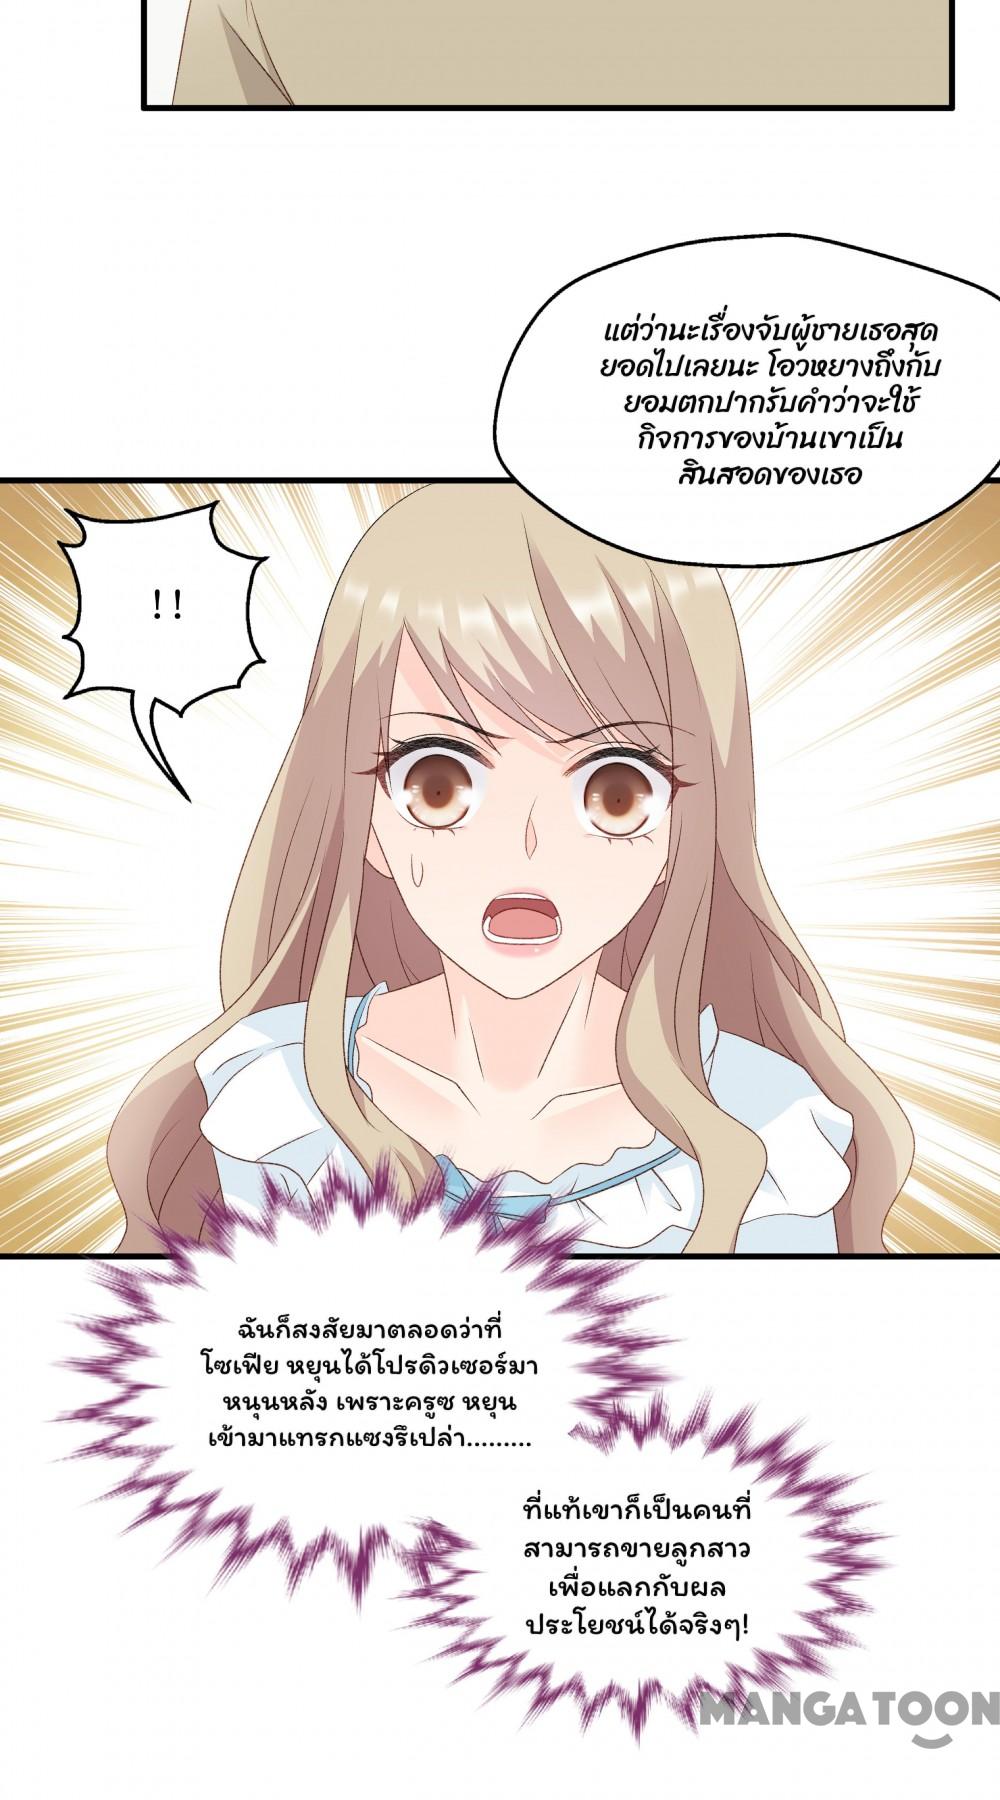 แต่ว่านะเรื่องจับผู้ชายเธอสุด
ยอดไปเลยนะ โอวหยางถึงกับ
ยอมตกปากรับคำว่าจะใช้
กิจการของบ้านเขาเป็น
สินสอดของเธอ
!!
ฉันก็สงสัยมาตลอดว่าที่
โซเฟีย หยุนได้โปรดิวเซอร์มา
หนุนหลัง เพราะครูซ หยุน
เข้ามาแทรกแซงรึเปล่า.........
ที่แท้เขาก็เป็นคนที่
สามารถขายลูกสาว
เพื่อแลกกับผล
ประโยชน์ได้จริงๆ!
MANGATOON